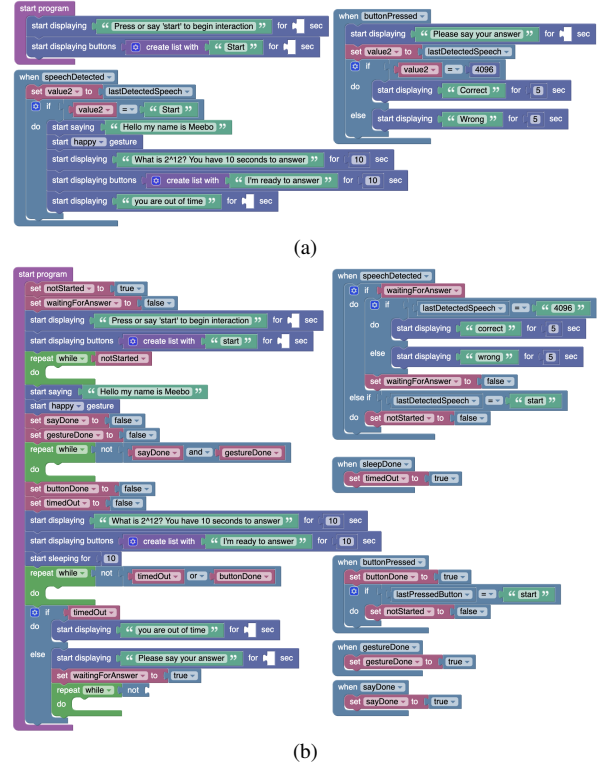 start program
start displaying “ Press or say 'start' to begin interaction ” for sec
start displaying buttons create list with “ Start ” for sec
when speechDetected
set value2 to lastDetectedSpeech
if value2 = “ Start ”
do start saying “ Hello my name is Meebo ”
start happy gesture
start displaying “ What is 2^12? You have 10 seconds to answer ” for 10 sec
start displaying buttons create list with “ I'm ready to answer ” for 10 sec
start displaying “ you are out of time ” for sec
when buttonPressed
start displaying “ Please say your answer ” for sec
set value2 to lastDetectedSpeech
if value2 = 4096
do start displaying “ Correct ” for 5 sec
else start displaying “ Wrong ” for 5 sec
(a)
start program
set notStarted to true
set waitingForAnswer to false
start displaying “ Press or say 'start' to begin interaction ” for sec
start displaying buttons create list with “ start ” for sec
repeat while notStarted
do
start saying “ Hello my name is Meebo ”
start happy gesture
set sayDone to false
set gestureDone to false
repeat while not sayDone and gestureDone
do
set buttonDone to false
set timedOut to false
start displaying “ What is 2^12? You have 10 seconds to answer ” for 10 sec
start displaying buttons create list with “ I'm ready to answer ” for 10 sec
start sleeping for 10
repeat while not timedOut or buttonDone
do
if timedOut
do start displaying “ you are out of time ” for sec
else start displaying “ Please say your answer ” for sec
set waitingForAnswer to true
repeat while not
do
when speechDetected
if waitingForAnswer
do if lastDetectedSpeech = “ 4096 ”
do start displaying “ correct ” for 5 sec
else start displaying “ wrong ” for 5 sec
set waitingForAnswer to false
else if lastDetectedSpeech = “ start ”
do set notStarted to false
when sleepDone
set timedOut to true
when buttonPressed
set buttonDone to true
if lastPressedButton = “ start ”
do set notStarted to false
when gestureDone
set gestureDone to true
when sayDone
set sayDone to true
(b)